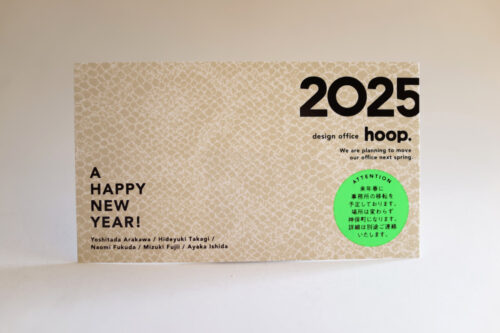 2025
design office hoop.
We are planning to move
our office next spring.
A
HAPPY
NEW
YEAR!
Yoshitada Arakawa / Hideyuki Takagi /
Naomi Fukuda / Mizuki Fujii / Ayaka Ishida
ATTENTION
来年春に
事務所の移転を
予定しております。
場所は変わらず
神保町になります。
詳細は別途ご連絡
いたします。